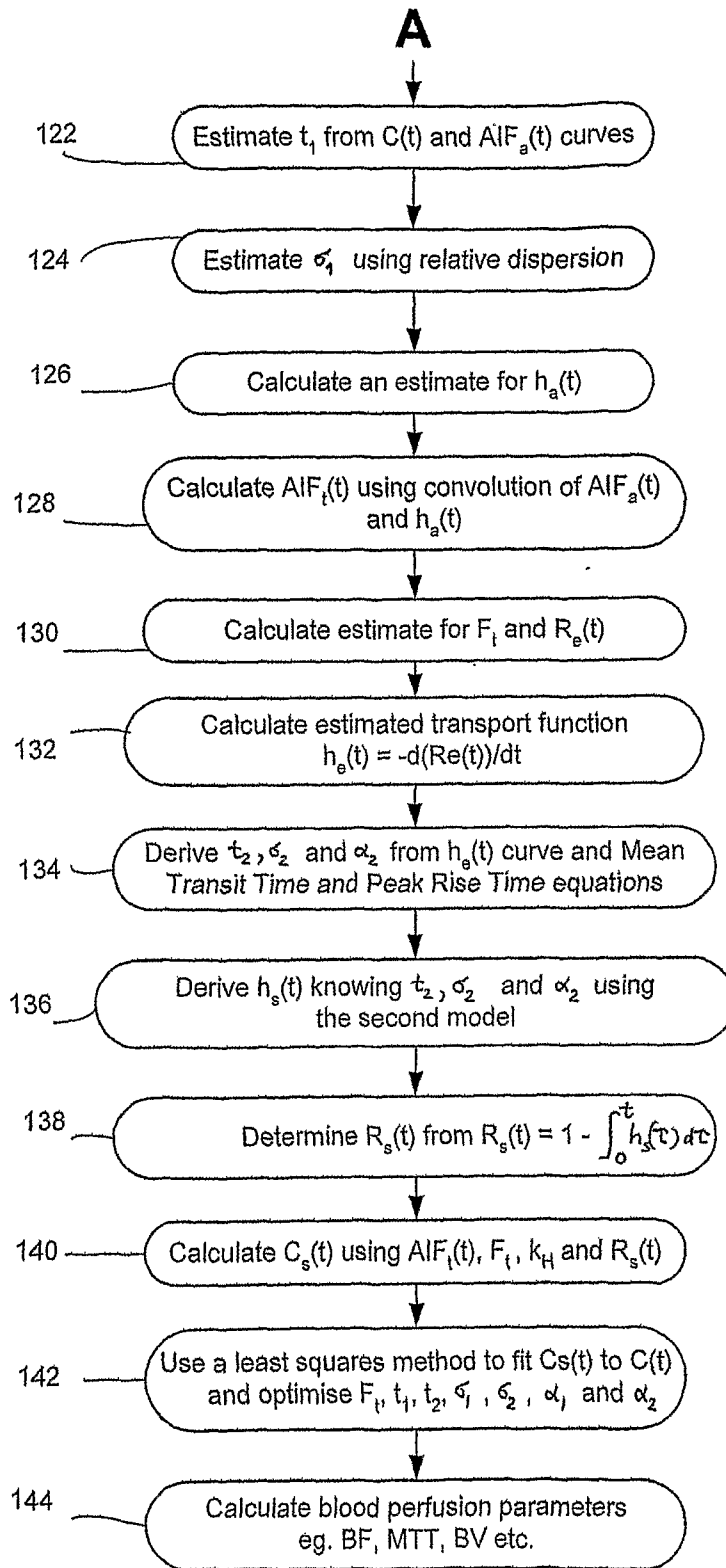 A
122
Estimate t₁ from C(t) and AIFₐ(t) curves
124
Estimate σ₁ using relative dispersion
126
Calculate an estimate for hₐ(t)
128
Calculate AIFₜ(t) using convolution of AIFₐ(t)
and hₐ(t)
130
Calculate estimate for Fₜ and Rₑ(t)
132
Calculate estimated transport function
hₑ(t) = -d(Re(t))/dt
134
Derive t₂, σ₂ and α₂ from hₑ(t) curve and Mean
Transit Time and Peak Rise Time equations
136
Derive hₛ(t) knowing t₂, σ₂ and α₂ using
the second model
138
Determine Rₛ(t) from Rₛ(t) = 1 - ∫₀ᵗ hₛ(τ) dτ
140
Calculate Cₛ(t) using AIFₜ(t), Fₜ, k_H and Rₛ(t)
142
Use a least squares method to fit Cs(t) to C(t)
and optimise Fₜ, t₁, t₂, σ₁, σ₂, α₁ and α₂
144
Calculate blood perfusion parameters
eg. BF, MTT, BV etc.